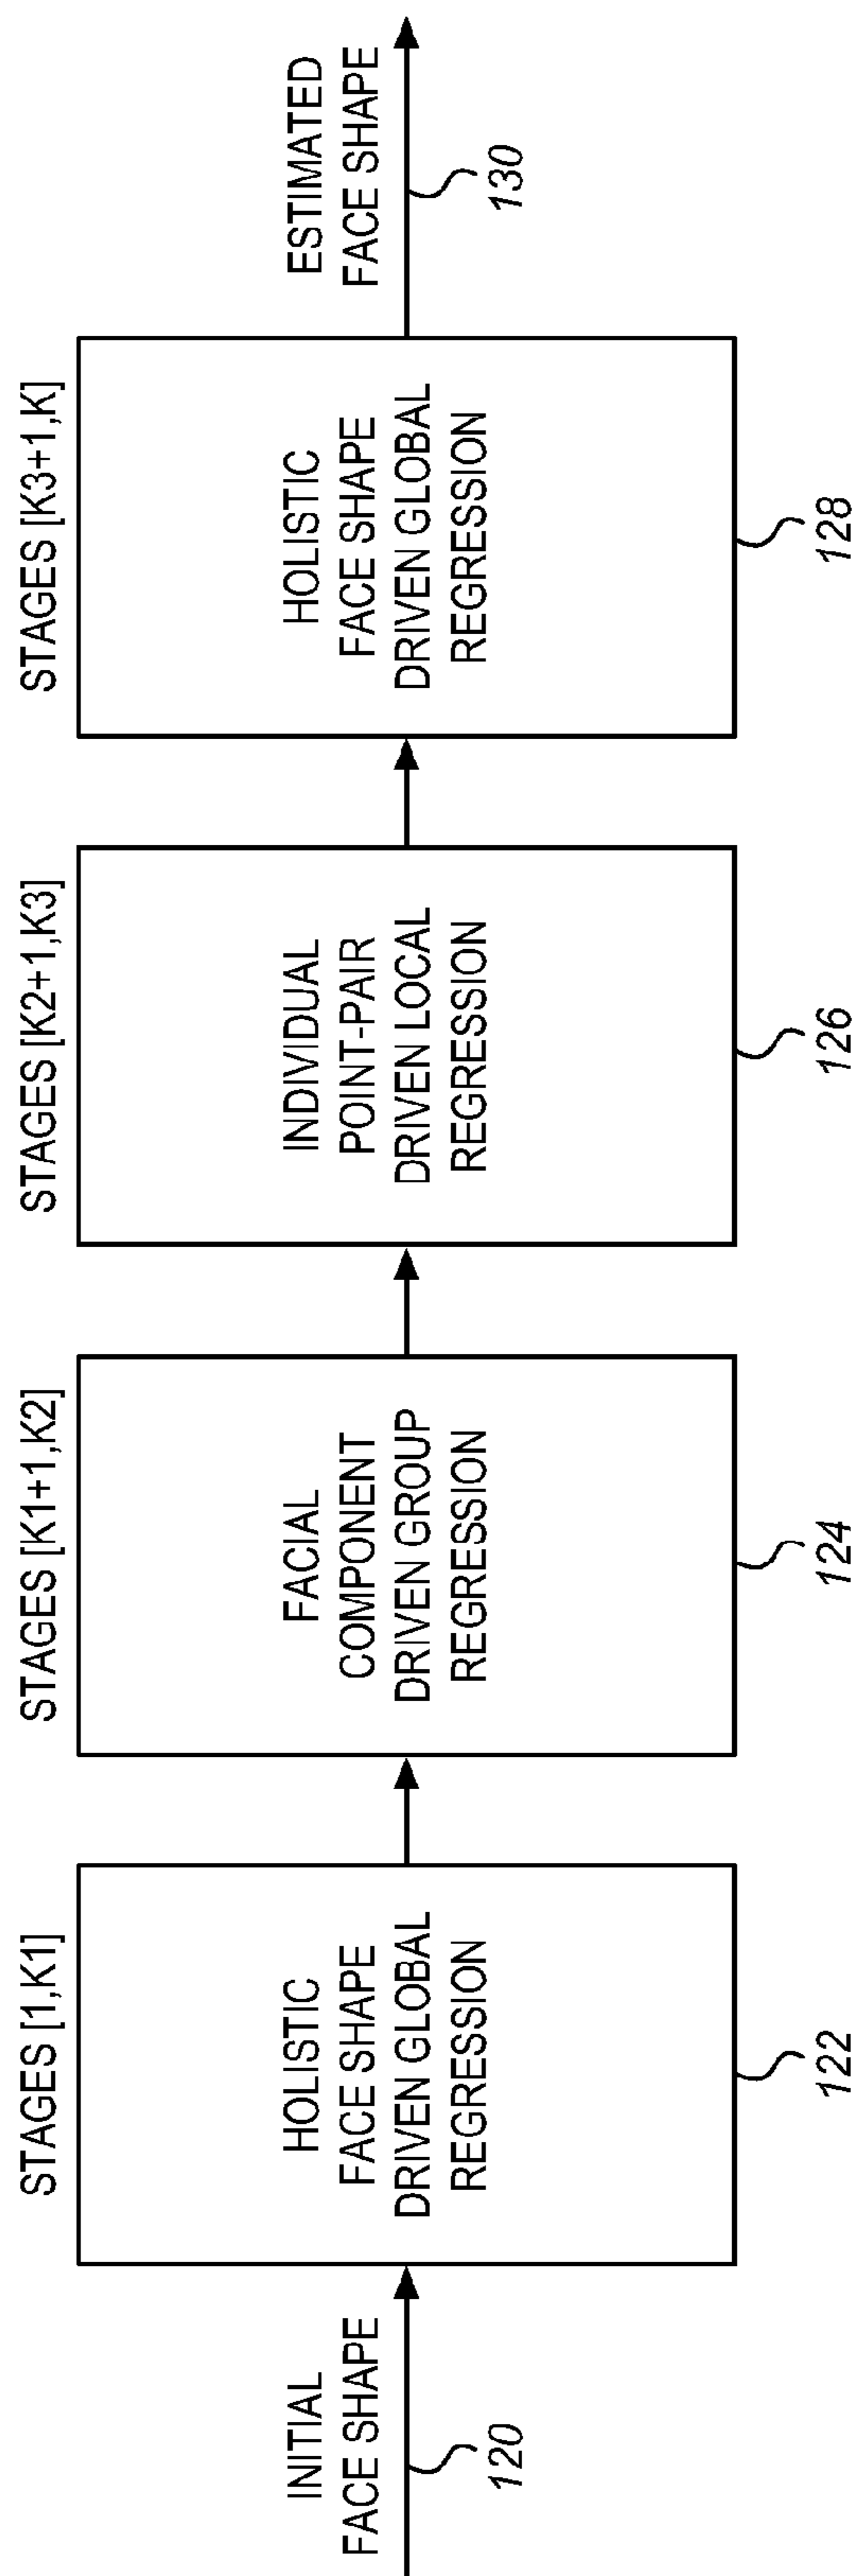 INITIAL
FACE SHAPE
120
STAGES [1,K1]
HOLISTIC
FACE SHAPE
DRIVEN GLOBAL
REGRESSION
122
STAGES [K1+1,K2]
FACIAL
COMPONENT
DRIVEN GROUP
REGRESSION
124
STAGES [K2+1,K3]
INDIVIDUAL
POINT-PAIR
DRIVEN LOCAL
REGRESSION
126
STAGES [K3+1,K]
HOLISTIC
FACE SHAPE
DRIVEN GLOBAL
REGRESSION
128
ESTIMATED
FACE SHAPE
130